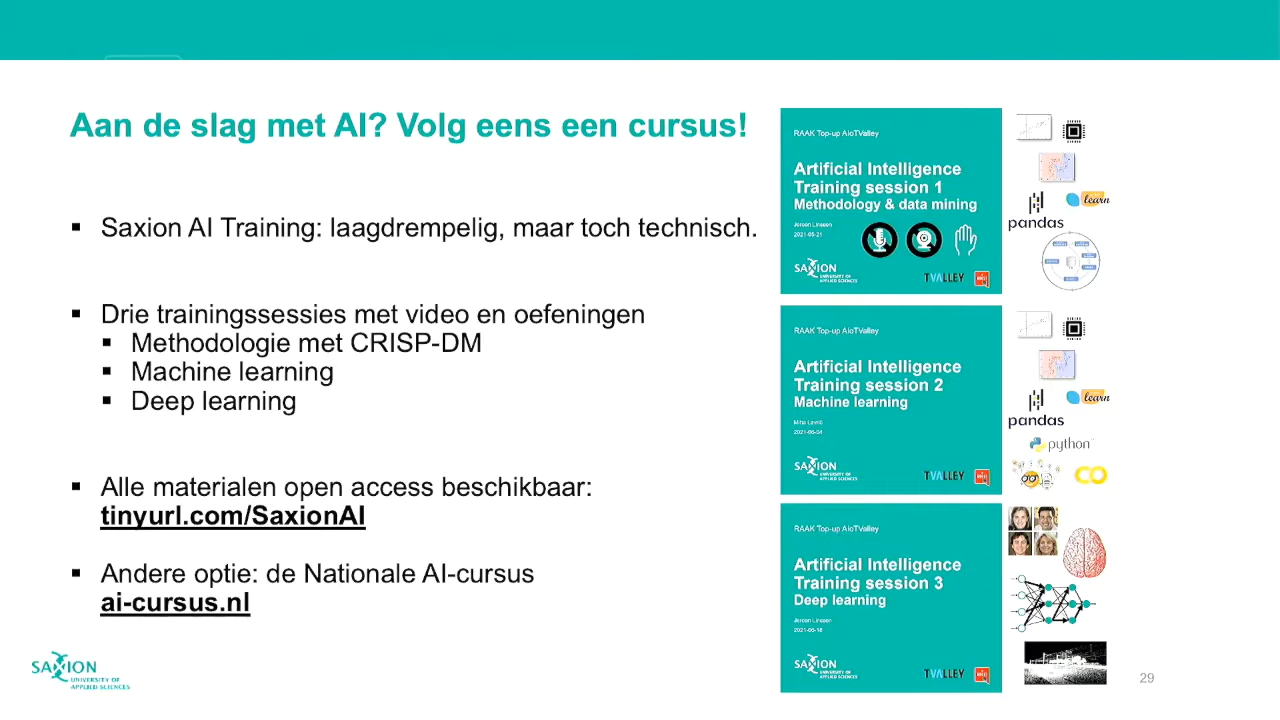 Aan de slag met AI? Volg eens een cursus!
Saxion AI Training: laagdrempelig, maar toch technisch.
Drie trainingssessies met video en oefeningen
Methodologie met CRISP-DM
Machine learning
Deep learning
Alle materialen open access beschikbaar:
tinyurl.com/SaxionAI
Andere optie: de Nationale AI-cursus
ai-cursus.nl
SAXION
UNIVERSITY OF
APPLIED SCIENCES
RAAK Top-up AIoTValley
Artificial Intelligence
Training session 1
Methodology & data mining
Jeroen Linssen
2021-05-21
SAXION
UNIVERSITY OF
APPLIED SCIENCES
TVALLEY
learn
pandas
RAAK Top-up AIoTValley
Artificial Intelligence
Training session 2
Machine learning
2021-06-04
SAXION
UNIVERSITY OF
APPLIED SCIENCES
TVALLEY
learn
pandas
python
RAAK Top-up AIoTValley
Artificial Intelligence
Training session 3
Deep learning
Jeroen Linssen
2021-06-18
SAXION
UNIVERSITY OF
APPLIED SCIENCES
TVALLEY
29